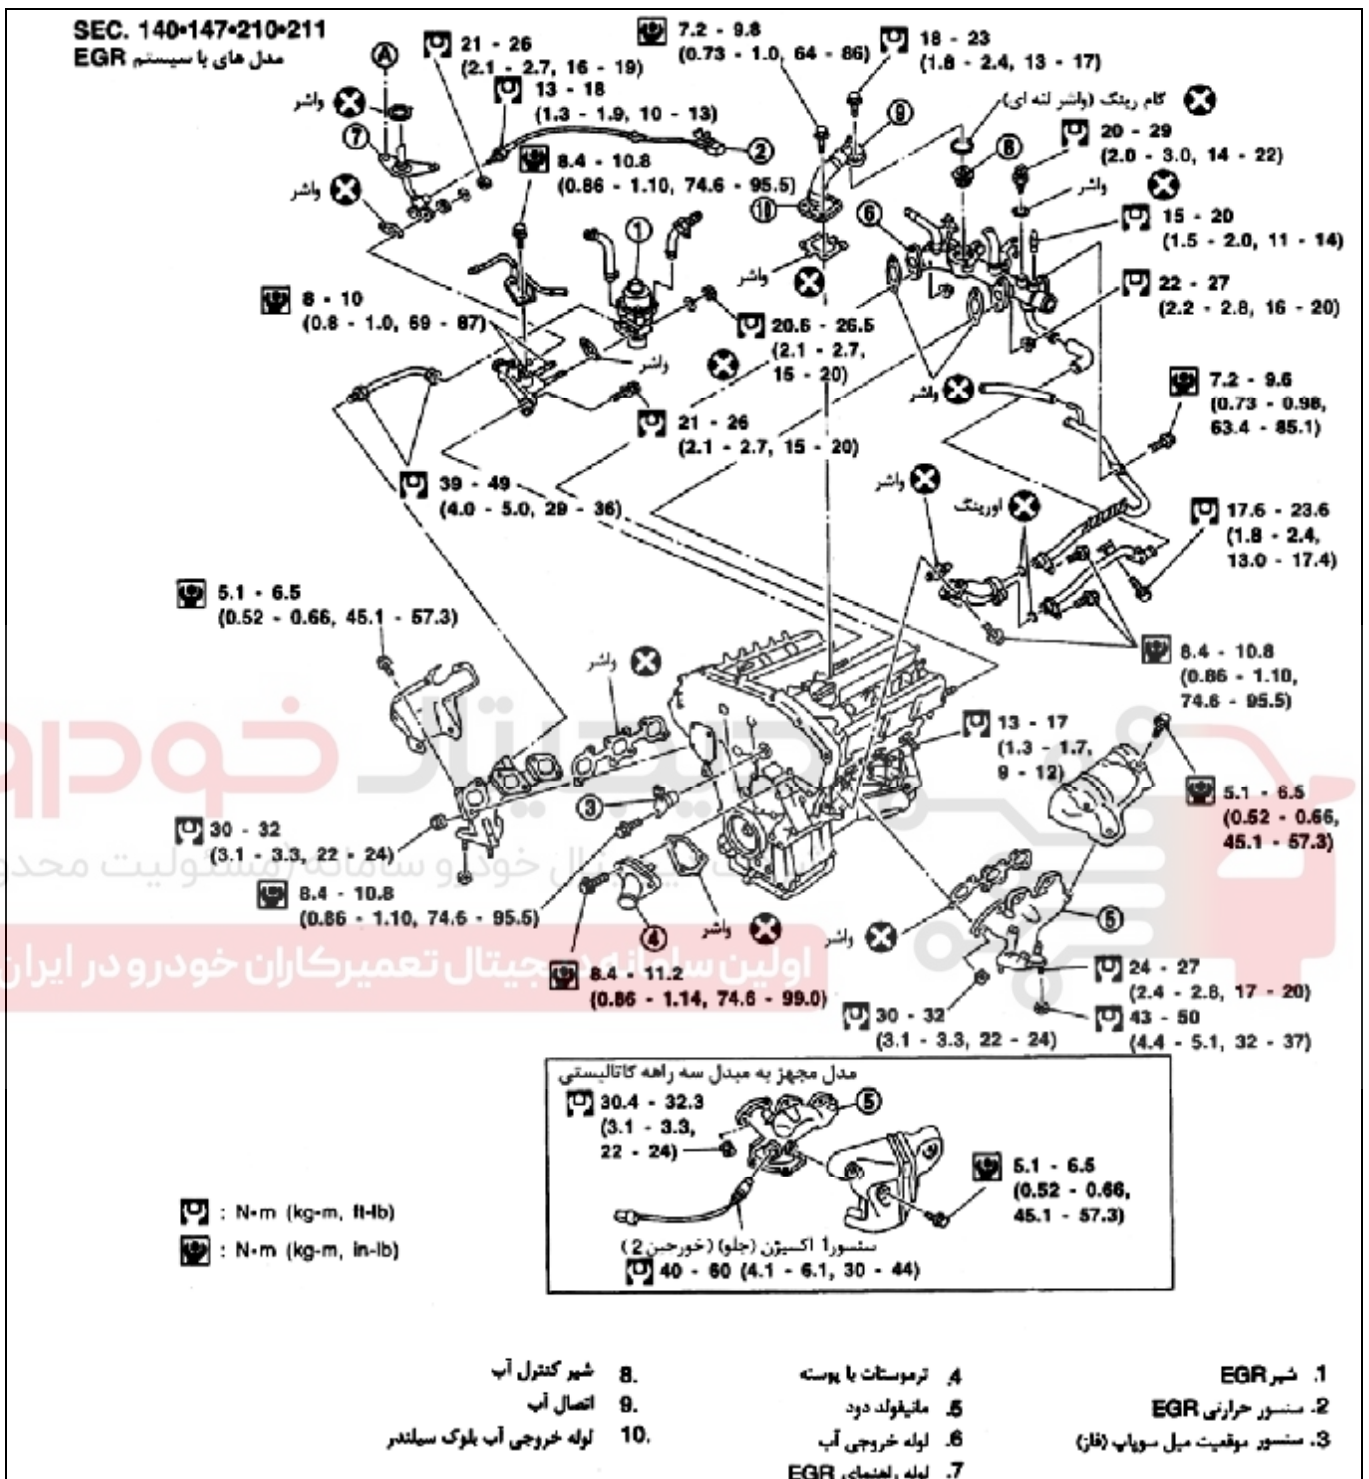 SEC. 140•147•210•211
مدل های با سیستم EGR
A
21 - 26
(2.1 - 2.7, 16 - 19)
7.2 - 9.8
(0.73 - 1.0, 64 - 86)
18 - 23
(1.8 - 2.4, 13 - 17)
واشر
13 - 18
(1.3 - 1.9, 10 - 13)
کام رینگ (واشر لته ای)
7
2
9
8
20 - 29
(2.0 - 3.0, 14 - 22)
8.4 - 10.8
(0.86 - 1.10, 74.6 - 95.5)
واشر
واشر
10
6
1
15 - 20
(1.5 - 2.0, 11 - 14)
واشر
8 - 10
(0.8 - 1.0, 69 - 87)
22 - 27
(2.2 - 2.8, 16 - 20)
20.6 - 26.5
(2.1 - 2.7,
15 - 20)
واشر
واشر
7.2 - 9.6
(0.73 - 0.98,
63.4 - 85.1)
21 - 26
(2.1 - 2.7, 15 - 20)
39 - 49
(4.0 - 5.0, 29 - 36)
واشر
اورینگ
17.6 - 23.6
(1.8 - 2.4,
13.0 - 17.4)
5.1 - 6.5
(0.52 - 0.66, 45.1 - 57.3)
واشر
8.4 - 10.8
(0.86 - 1.10,
74.6 - 95.5)
13 - 17
(1.3 - 1.7,
9 - 12)
دیجیتال خودرو
3
5.1 - 6.5
(0.52 - 0.66,
45.1 - 57.3)
30 - 32
(3.1 - 3.3, 22 - 24)
دیجیتال خودرو سامانه (مسئولیت محدو
8.4 - 10.8
(0.86 - 1.10, 74.6 - 95.5)
4
واشر
واشر
5
اولین سامانه دیجیتال تعمیرکاران خودرو در ایران
8.4 - 11.2
(0.86 - 1.14, 74.6 - 99.0)
24 - 27
(2.4 - 2.8, 17 - 20)
30 - 32
(3.1 - 3.3, 22 - 24)
43 - 50
(4.4 - 5.1, 32 - 37)
مدل مجهز به مبدل سه راهه کاتالیستی
30.4 - 32.3
(3.1 - 3.3,
22 - 24)
5
5.1 - 6.5
(0.52 - 0.66,
45.1 - 57.3)
سنسور1 اکسیژن (جلو) (خورجین 2)
40 - 60 (4.1 - 6.1, 30 - 44)
: N•m (kg-m, ft-lb)
: N•m (kg-m, in-lb)
1. شیر EGR
2. سنسور حرارتی EGR
3. سنسور موقعیت میل سوپاپ (فاز)
4. ترموستات با پوسته
5. مانیفولد دود
6. لوله خروجی آب
7. لوله راهنمای EGR
8. شیر کنترل آب
9. اتصال آب
10. لوله خروجی آب بلوک سیلندر